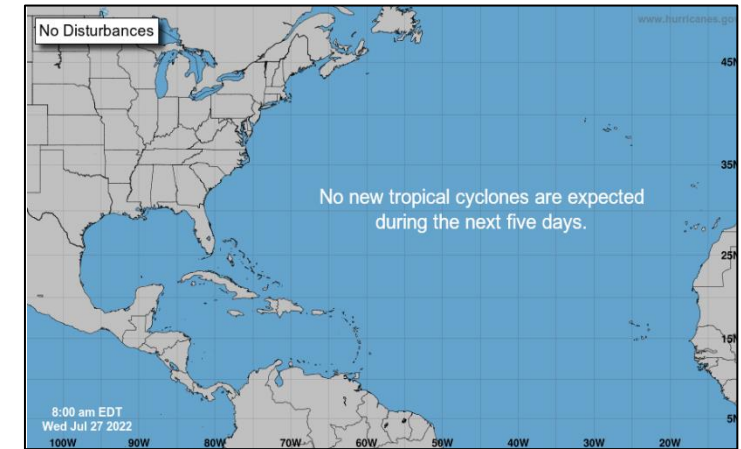 No Disturbances
www.hurricanes.gov
45N
35N
No new tropical cyclones are expected
during the next five days.
25N
15N
8:00 am EDT
Wed Jul 27 2022
5N
100W 90W 80W 70W 60W 50W 40W 30W 20W